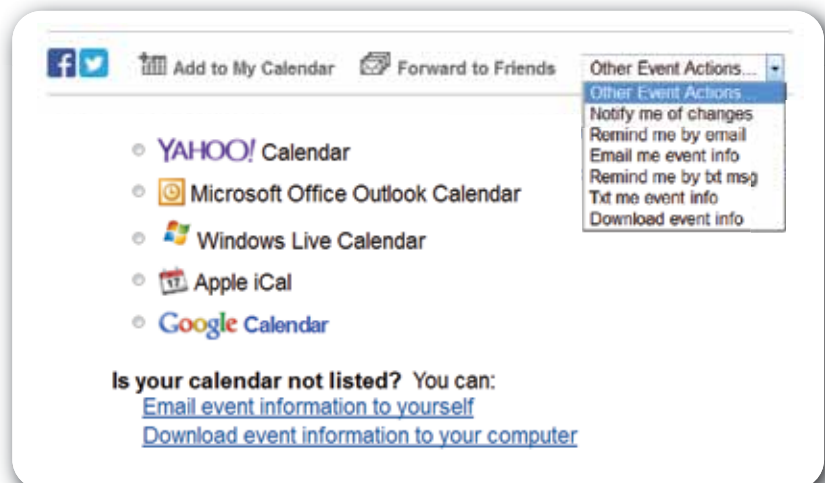 Add to My Calendar Forward to Friends Other Event Actions...
Other Event Actions...
Notify me of changes
Remind me by email
Email me event info
Remind me by txt msg
Txt me event info
Download event info
YAHOO! Calendar
Microsoft Office Outlook Calendar
Windows Live Calendar
17 Apple iCal
Google Calendar
Is your calendar not listed? You can:
Email event information to yourself
Download event information to your computer